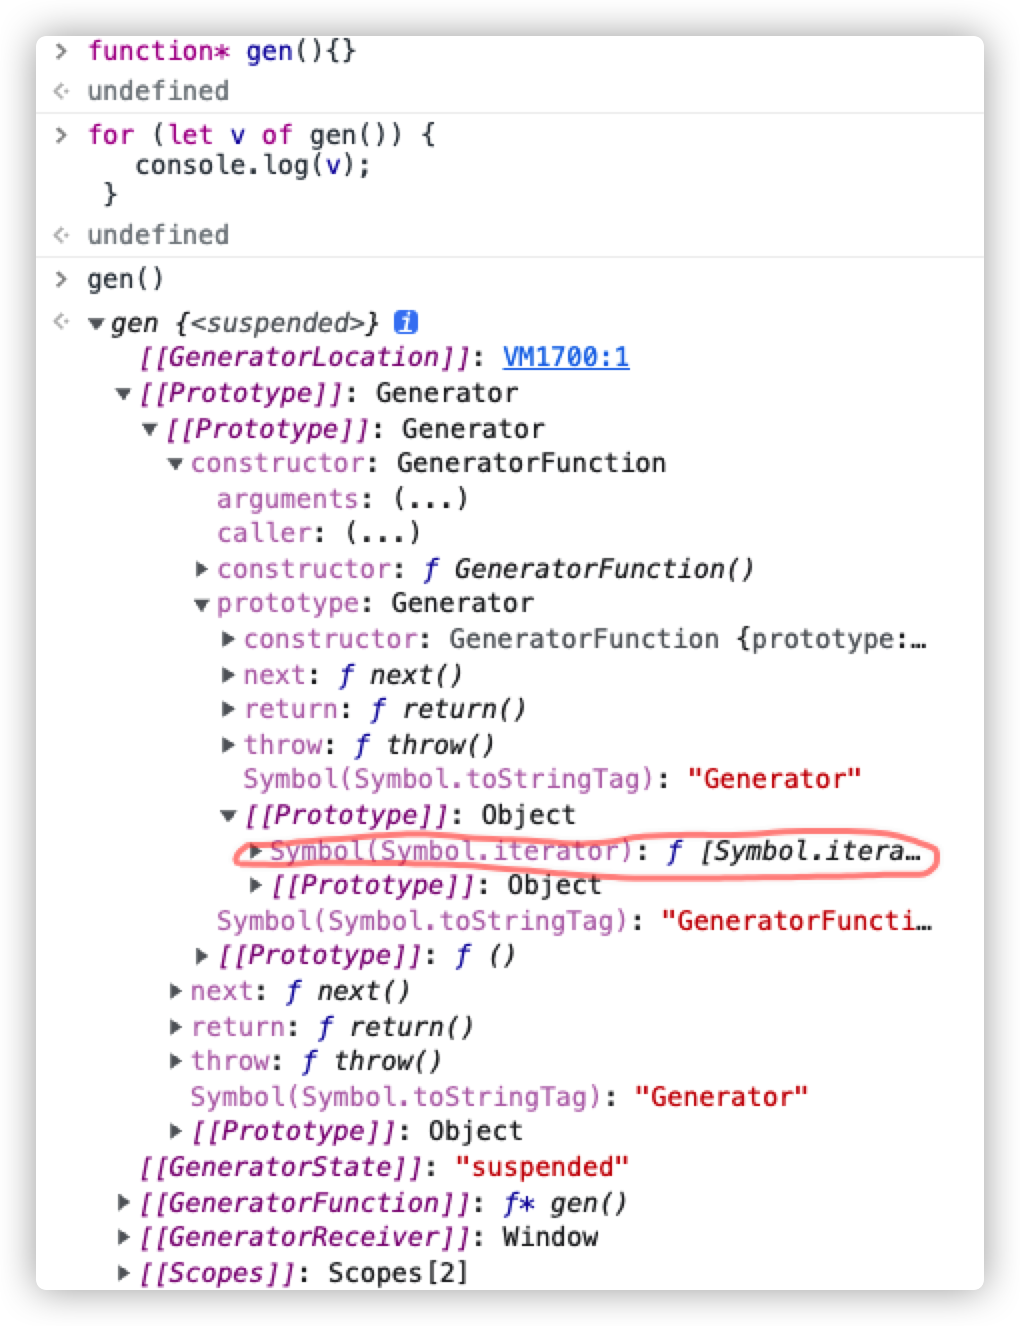 > function* gen(){}
<· undefined
> for (let v of gen()) {
console.log(v);
}
<· undefined
> gen()
<· ▼gen {<suspended>} i
[[GeneratorLocation]]: VM1700:1
▼[[Prototype]]: Generator
▼[[Prototype]]: Generator
▼constructor: GeneratorFunction
arguments: (...)
caller: (...)
▶constructor: ƒ GeneratorFunction()
▼prototype: Generator
▶constructor: GeneratorFunction {prototype:…
▶next: ƒ next()
▶return: ƒ return()
▶throw: ƒ throw()
Symbol(Symbol.toStringTag): "Generator"
▼[[Prototype]]: Object
▶Symbol(Symbol.iterator): ƒ [Symbol.itera…
▶[[Prototype]]: Object
Symbol(Symbol.toStringTag): "GeneratorFuncti…
▶[[Prototype]]: ƒ ()
▶next: ƒ next()
▶return: ƒ return()
▶throw: ƒ throw()
Symbol(Symbol.toStringTag): "Generator"
▶[[Prototype]]: Object
[[GeneratorState]]: "suspended"
▶[[GeneratorFunction]]: ƒ* gen()
▶[[GeneratorReceiver]]: Window
▶[[Scopes]]: Scopes[2]